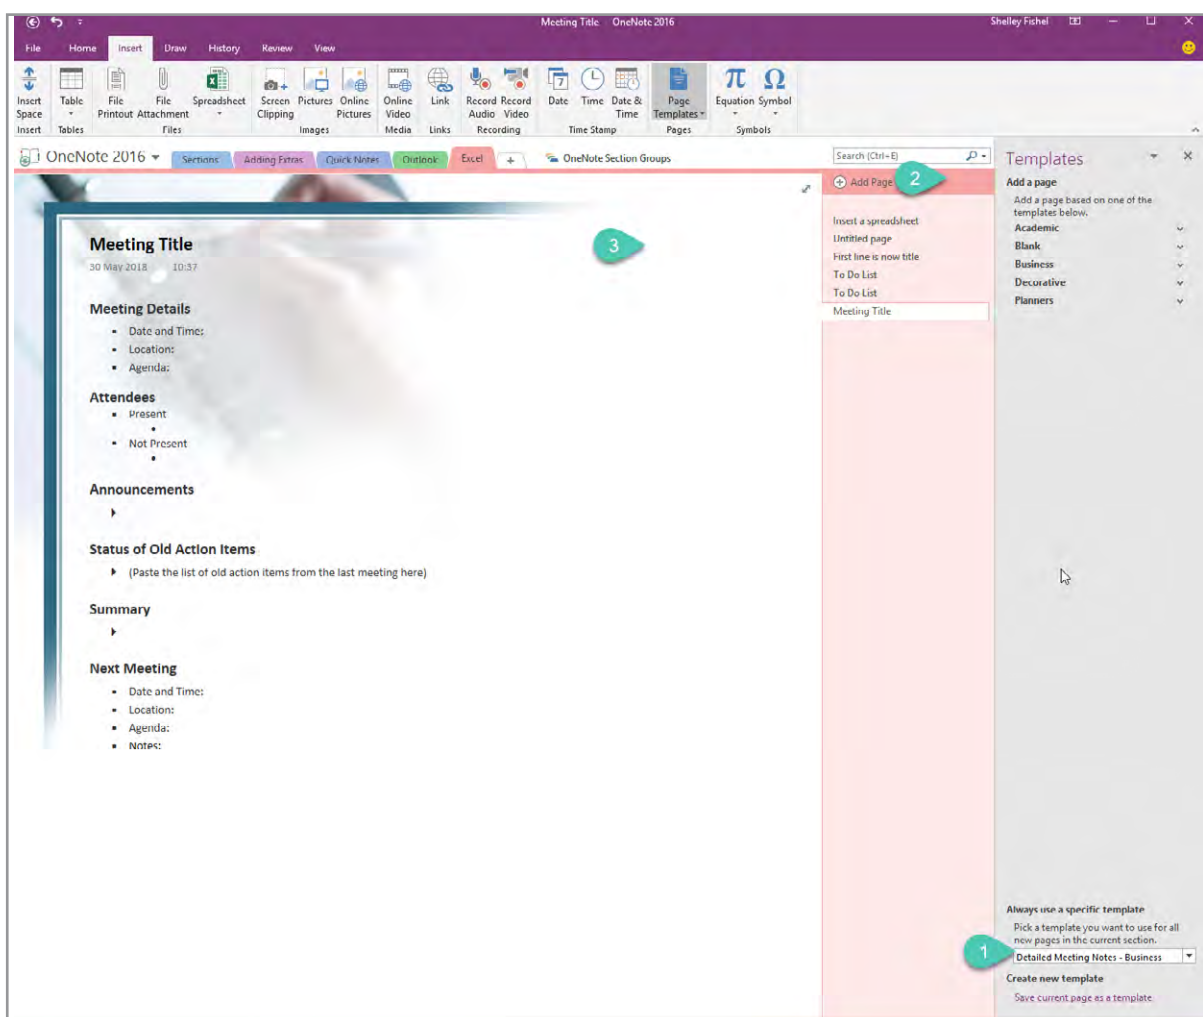 Meeting Title OneNote 2016
Shelley Fishel
File Home Insert Draw History Review View
Insert Space
Table
File Printout
File Attachment
Spreadsheet
Screen Clipping
Pictures
Online Pictures
Online Video
Link
Record Audio
Record Video
Date
Time
Date & Time
Page Templates
Equation
Symbol
Insert Tables Files Images Media Links Recording Time Stamp Pages Symbols
OneNote 2016
Sections Adding Extras Quick Notes Outlook Excel +
OneNote Section Groups
Search (Ctrl+E)
Add Page
2
3
Meeting Title
30 May 2018 10:37
Meeting Details
Date and Time:
Location:
Agenda:
Attendees
Present
Not Present
Announcements
Status of Old Action Items
(Paste the list of old action items from the last meeting here)
Summary
Next Meeting
Date and Time:
Location:
Agenda:
Notes:
Insert a spreadsheet
Untitled page
First line is now title
To Do List
To Do List
Meeting Title
Templates
Add a page
Add a page based on one of the
templates below.
Academic
Blank
Business
Decorative
Planners
Always use a specific template
Pick a template you want to use for all
new pages in the current section.
1
Detailed Meeting Notes - Business
Create new template
Save current page as a template